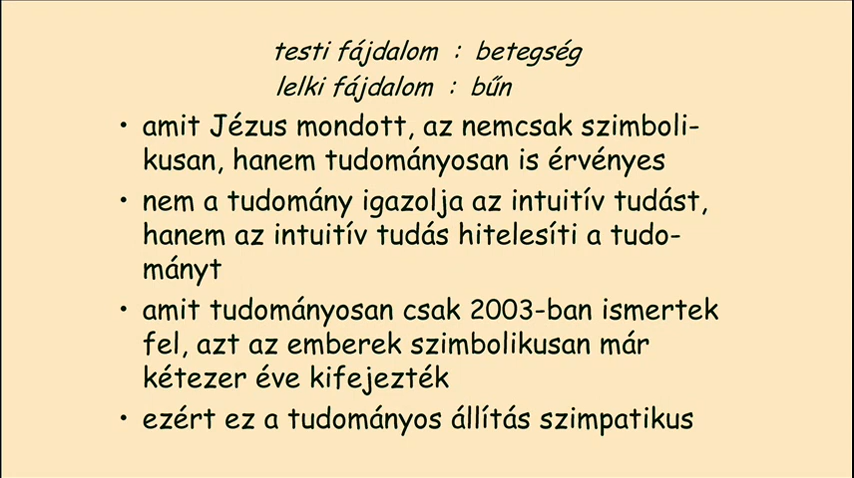 testi fájdalom : betegség
lelki fájdalom : bűn
• amit Jézus mondott, az nemcsak szimboli-
kusan, hanem tudományosan is érvényes
• nem a tudomány igazolja az intuitív tudást,
hanem az intuitív tudás hitelesíti a tudo-
mányt
• amit tudományosan csak 2003-ban ismertek
fel, azt az emberek szimbolikusan már
kétezer éve kifejezték
• ezért ez a tudományos állítás szimpatikus